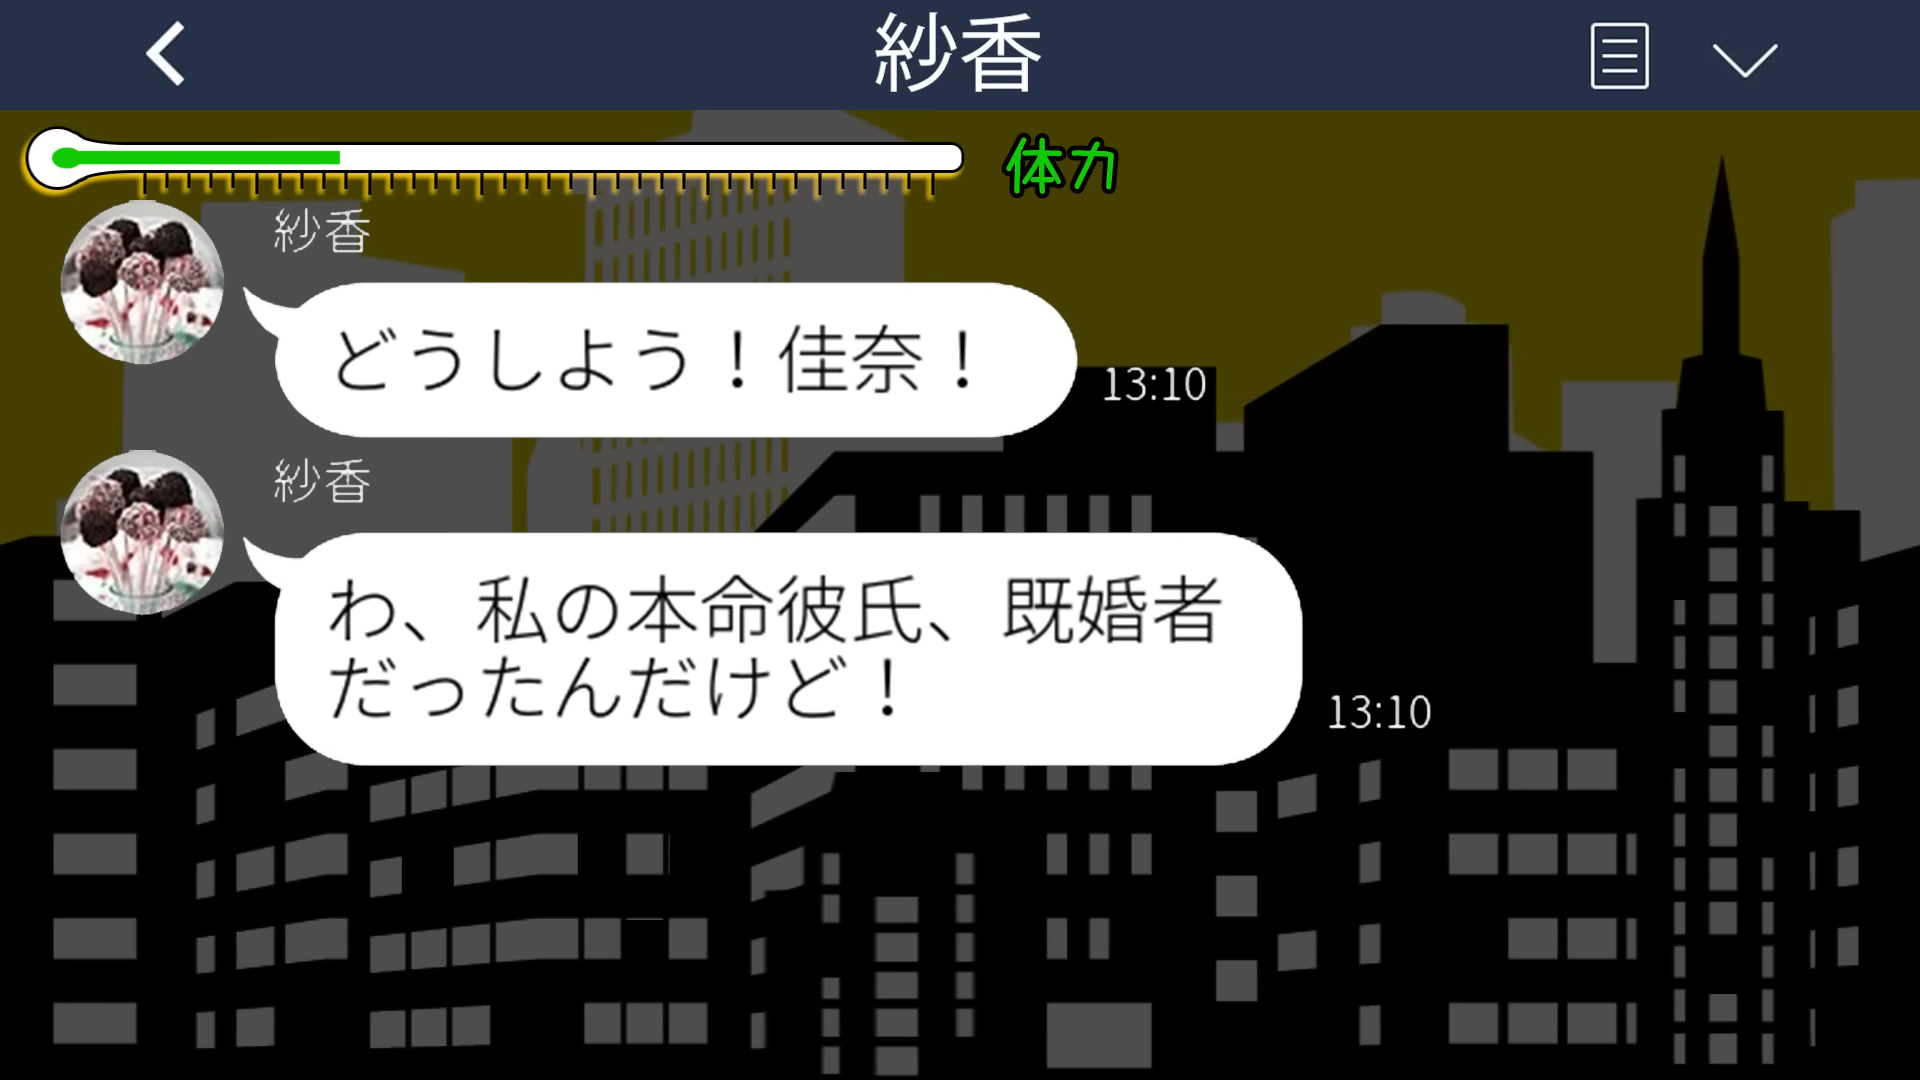 紗香
体力
紗香
どうしよう！佳奈！
13:10
紗香
わ、私の本命彼氏、既婚者
だったんだけど！
13:10